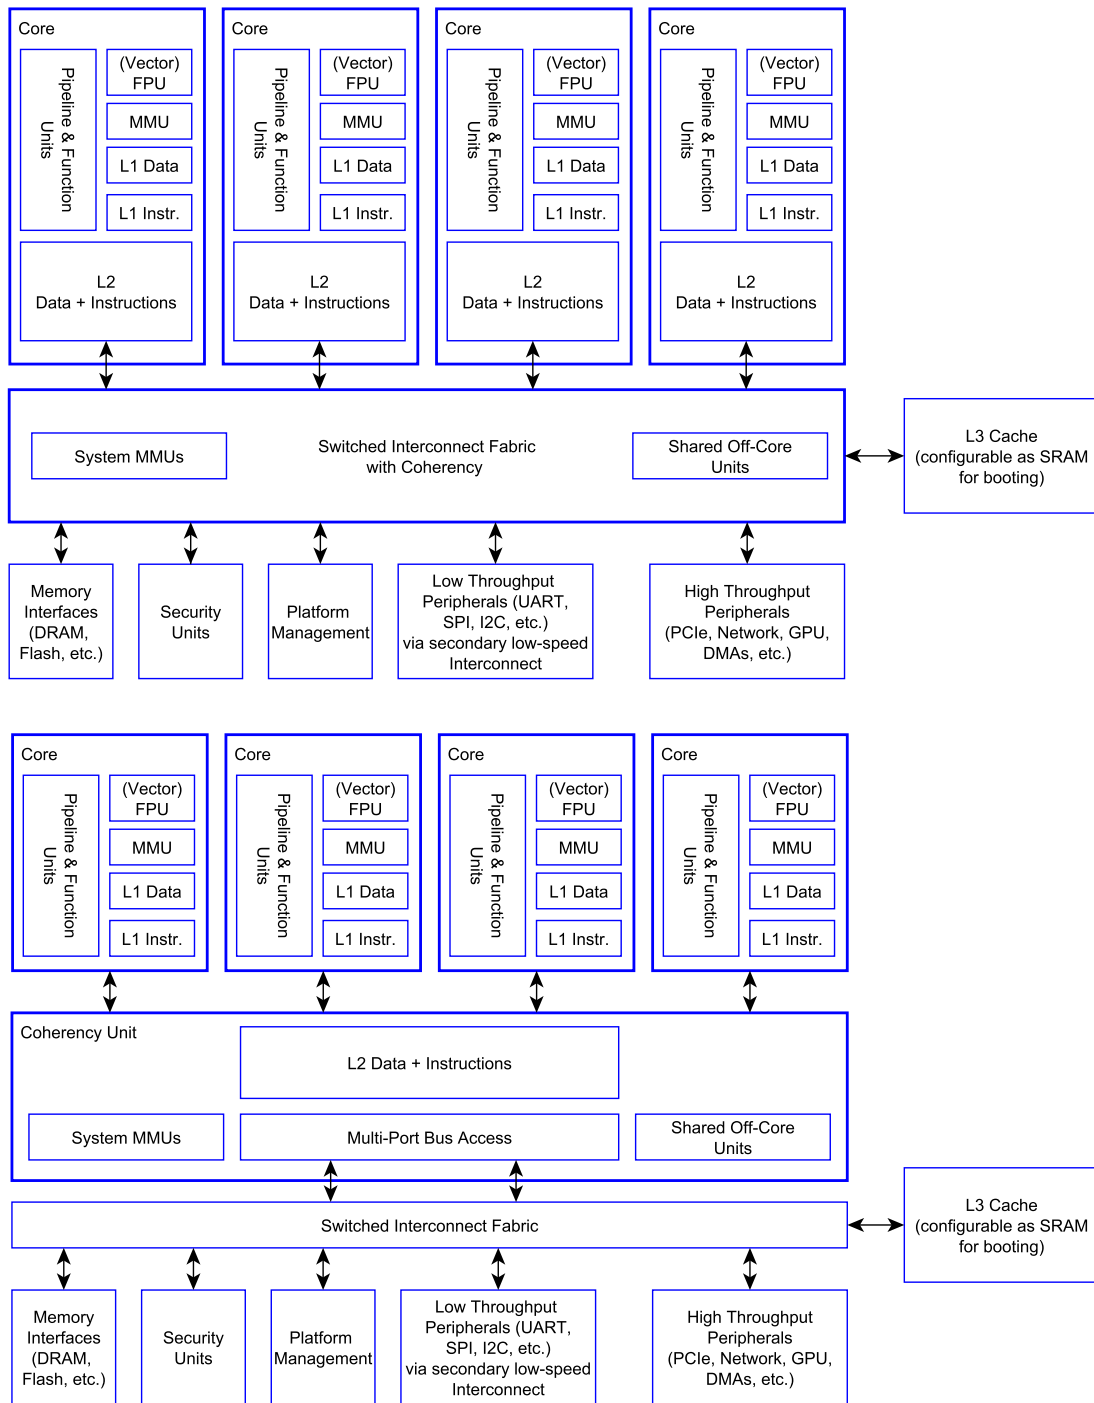 Core
Pipeline & Function
Units
(Vector)
FPU
MMU
L1 Data
L1 Instr.
L2
Data + Instructions
Core
Pipeline & Function
Units
(Vector)
FPU
MMU
L1 Data
L1 Instr.
L2
Data + Instructions
Core
Pipeline & Function
Units
(Vector)
FPU
MMU
L1 Data
L1 Instr.
L2
Data + Instructions
Core
Pipeline & Function
Units
(Vector)
FPU
MMU
L1 Data
L1 Instr.
L2
Data + Instructions
System MMUs
Switched Interconnect Fabric
with Coherency
Shared Off-Core
Units
L3 Cache
(configurable as SRAM
for booting)
Memory
Interfaces
(DRAM,
Flash, etc.)
Security
Units
Platform
Management
Low Throughput
Peripherals (UART,
SPI, I2C, etc.)
via secondary low-speed
Interconnect
High Throughput
Peripherals
(PCIe, Network, GPU,
DMAs, etc.)
Core
Pipeline & Function
Units
(Vector)
FPU
MMU
L1 Data
L1 Instr.
Core
Pipeline & Function
Units
(Vector)
FPU
MMU
L1 Data
L1 Instr.
Core
Pipeline & Function
Units
(Vector)
FPU
MMU
L1 Data
L1 Instr.
Core
Pipeline & Function
Units
(Vector)
FPU
MMU
L1 Data
L1 Instr.
Coherency Unit
L2 Data + Instructions
System MMUs
Multi-Port Bus Access
Shared Off-Core
Units
Switched Interconnect Fabric
L3 Cache
(configurable as SRAM
for booting)
Memory
Interfaces
(DRAM,
Flash, etc.)
Security
Units
Platform
Management
Low Throughput
Peripherals (UART,
SPI, I2C, etc.)
via secondary low-speed
Interconnect
High Throughput
Peripherals
(PCIe, Network, GPU,
DMAs, etc.)